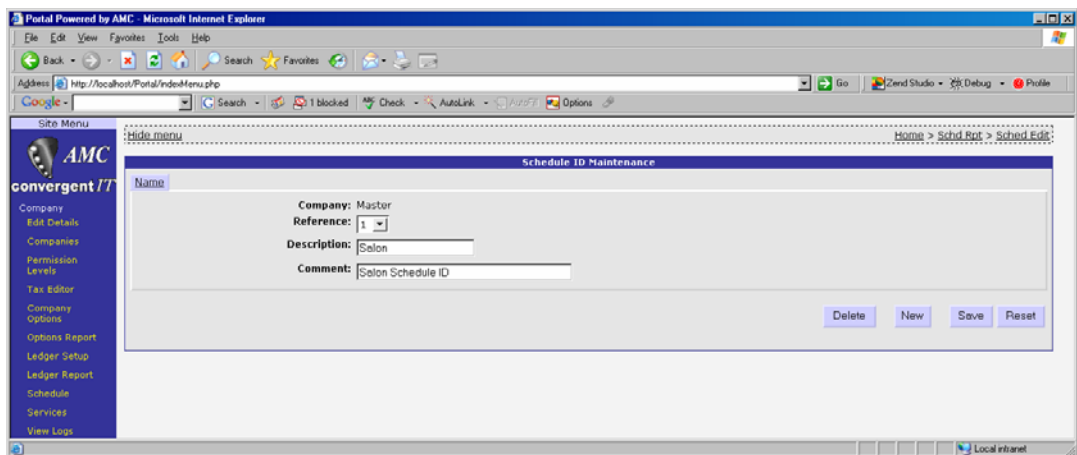 Portal Powered by AMC - Microsoft Internet Explorer
File Edit View Favorites Tools Help
Back Search Favorites
Address http://localhost/Portal/indexMenu.php Go Zend Studio Debug Profile
Google Search 1 blocked Check AutoLink AutoFill Options
Site Menu
Hide menu Home > Schd Rpt > Sched Edit
AMC
convergent IT
Schedule ID Maintenance
Name
Company: Master
Reference: 1
Description: Salon
Comment: Salon Schedule ID
Delete New Save Reset
Company
Edit Details
Companies
Permission
Levels
Tax Editor
Company
Options
Options Report
Ledger Setup
Ledger Report
Schedule
Services
View Logs
Local intranet